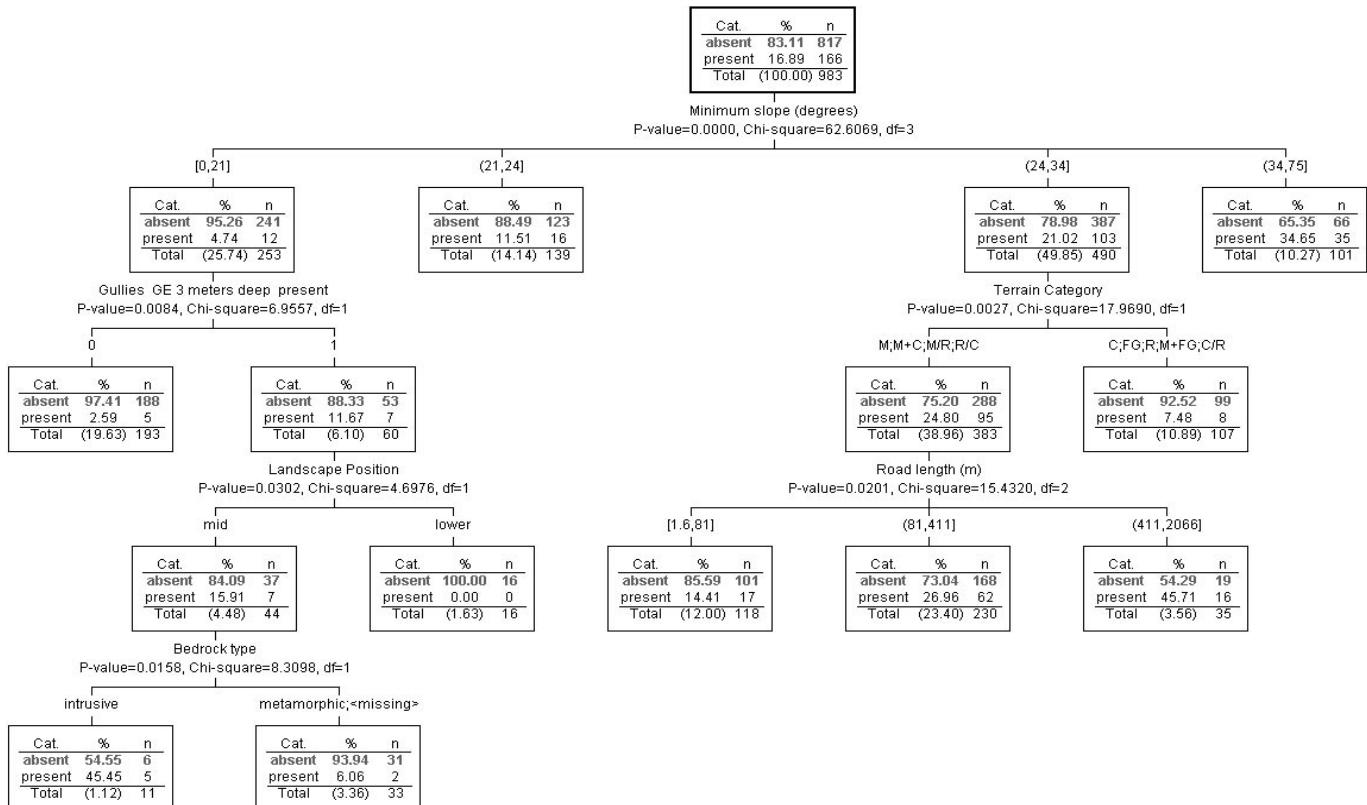 Cat. % n
absent 83.11 817
present 16.89 166
Total (100.00) 983
Minimum slope (degrees)
P-value=0.0000, Chi-square=62.6069, df=3
[0,21]
Cat. % n
absent 95.26 241
present 4.74 12
Total (25.74) 253
(21,24]
Cat. % n
absent 88.49 123
present 11.51 16
Total (14.14) 139
(24,34]
Cat. % n
absent 78.98 387
present 21.02 103
Total (49.85) 490
(34,75]
Cat. % n
absent 65.35 66
present 34.65 35
Total (10.27) 101
Gullies GE 3 meters deep present
P-value=0.0084, Chi-square=6.9557, df=1
Terrain Category
P-value=0.0027, Chi-square=17.9690, df=1
0
Cat. % n
absent 97.41 188
present 2.59 5
Total (19.63) 193
1
Cat. % n
absent 88.33 53
present 11.67 7
Total (6.10) 60
M;M+C;M/R;R/C
Cat. % n
absent 75.20 288
present 24.80 95
Total (38.96) 383
C;FG;R;M+FG;C/R
Cat. % n
absent 92.52 99
present 7.48 8
Total (10.89) 107
Landscape Position
P-value=0.0302, Chi-square=4.6976, df=1
Road length (m)
P-value=0.0201, Chi-square=15.4320, df=2
mid
Cat. % n
absent 84.09 37
present 15.91 7
Total (4.48) 44
lower
Cat. % n
absent 100.00 16
present 0.00 0
Total (1.63) 16
[1.6,81]
Cat. % n
absent 85.59 101
present 14.41 17
Total (12.00) 118
(81,411]
Cat. % n
absent 73.04 168
present 26.96 62
Total (23.40) 230
(411,2066]
Cat. % n
absent 54.29 19
present 45.71 16
Total (3.56) 35
Bedrock type
P-value=0.0158, Chi-square=8.3098, df=1
intrusive
Cat. % n
absent 54.55 6
present 45.45 5
Total (1.12) 11
metamorphic;<missing>
Cat. % n
absent 93.94 31
present 6.06 2
Total (3.36) 33